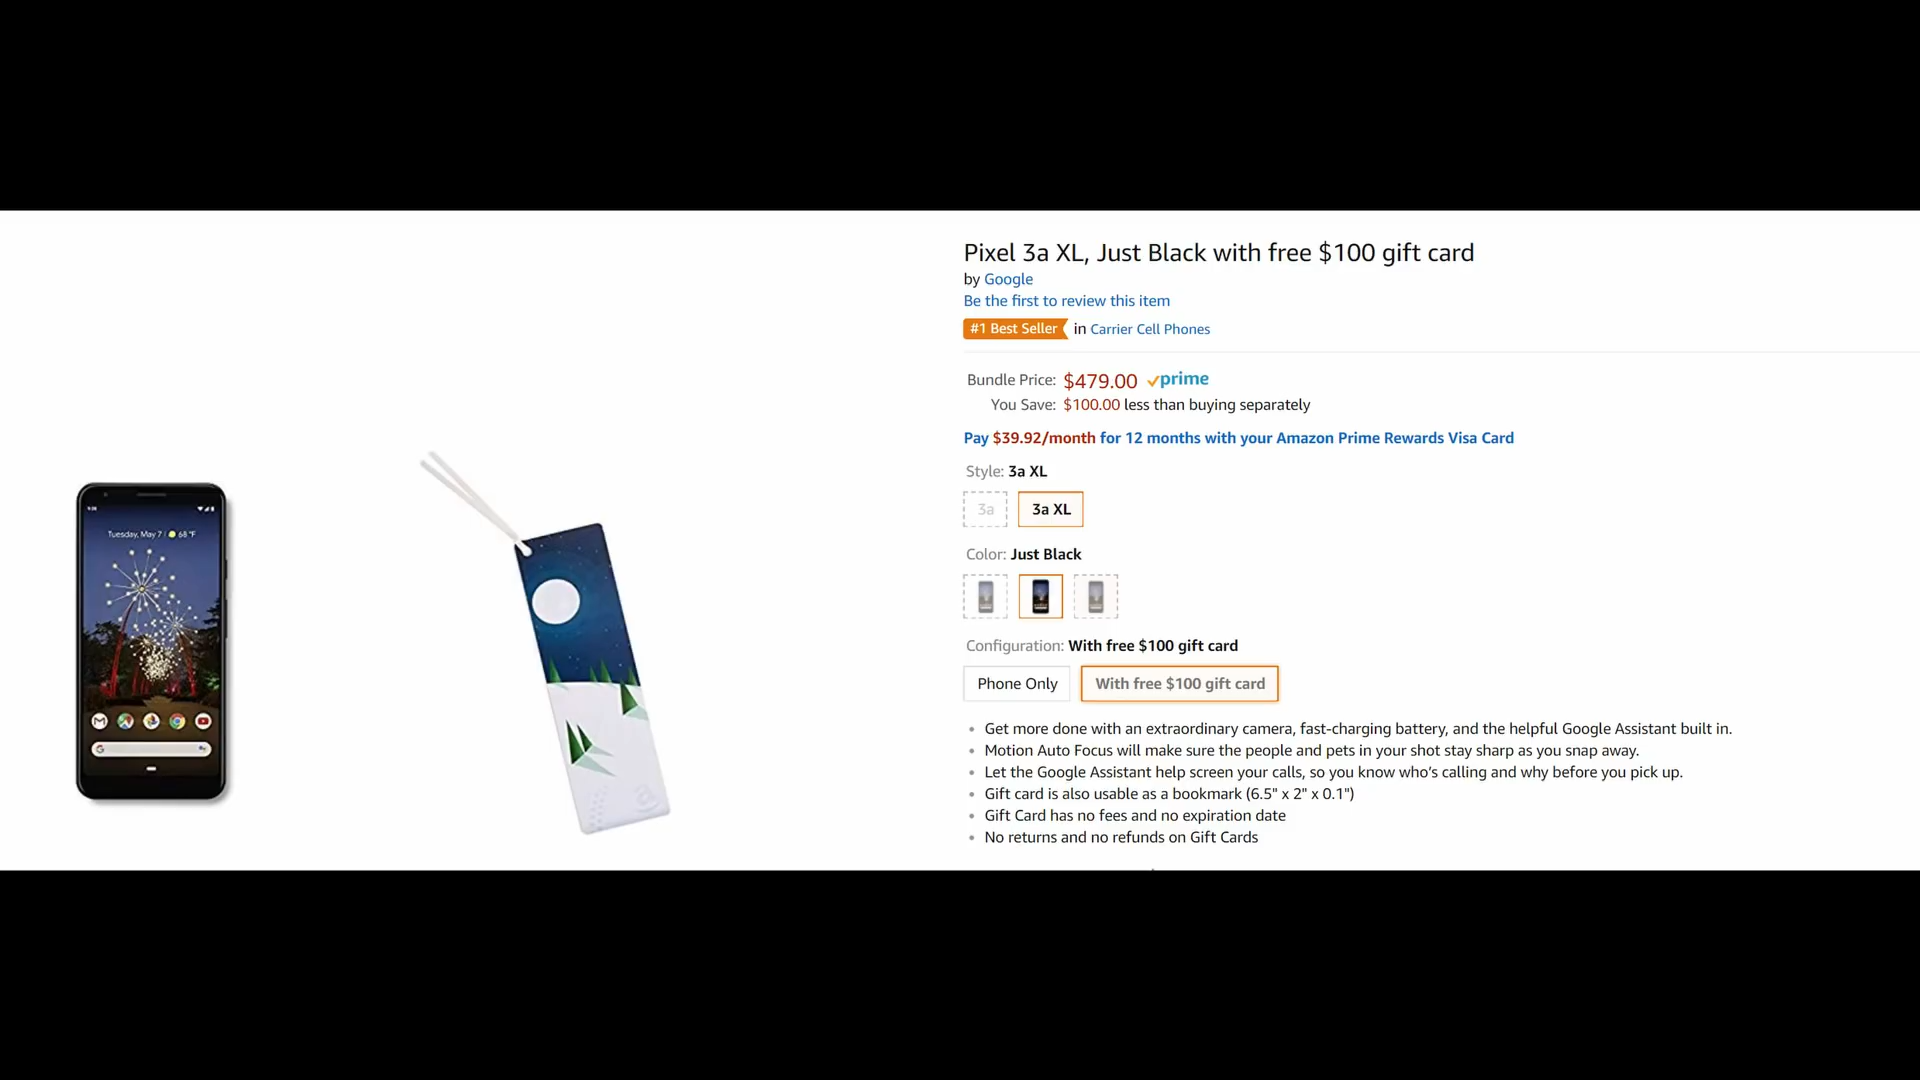 Pixel 3a XL, Just Black with free $100 gift card
by Google
Be the first to review this item
#1 Best Seller in Carrier Cell Phones
Bundle Price: $479.00 prime
You Save: $100.00 less than buying separately
Pay $39.92/month for 12 months with your Amazon Prime Rewards Visa Card
Style: 3a XL
3a 3a XL
Color: Just Black
Configuration: With free $100 gift card
Phone Only With free $100 gift card
Get more done with an extraordinary camera, fast-charging battery, and the helpful Google Assistant built in.
Motion Auto Focus will make sure the people and pets in your shot stay sharp as you snap away.
Let the Google Assistant help screen your calls, so you know who’s calling and why before you pick up.
Gift card is also usable as a bookmark (6.5" x 2" x 0.1")
Gift Card has no fees and no expiration date
No returns and no refunds on Gift Cards
Tuesday, May 7 | 68 °F